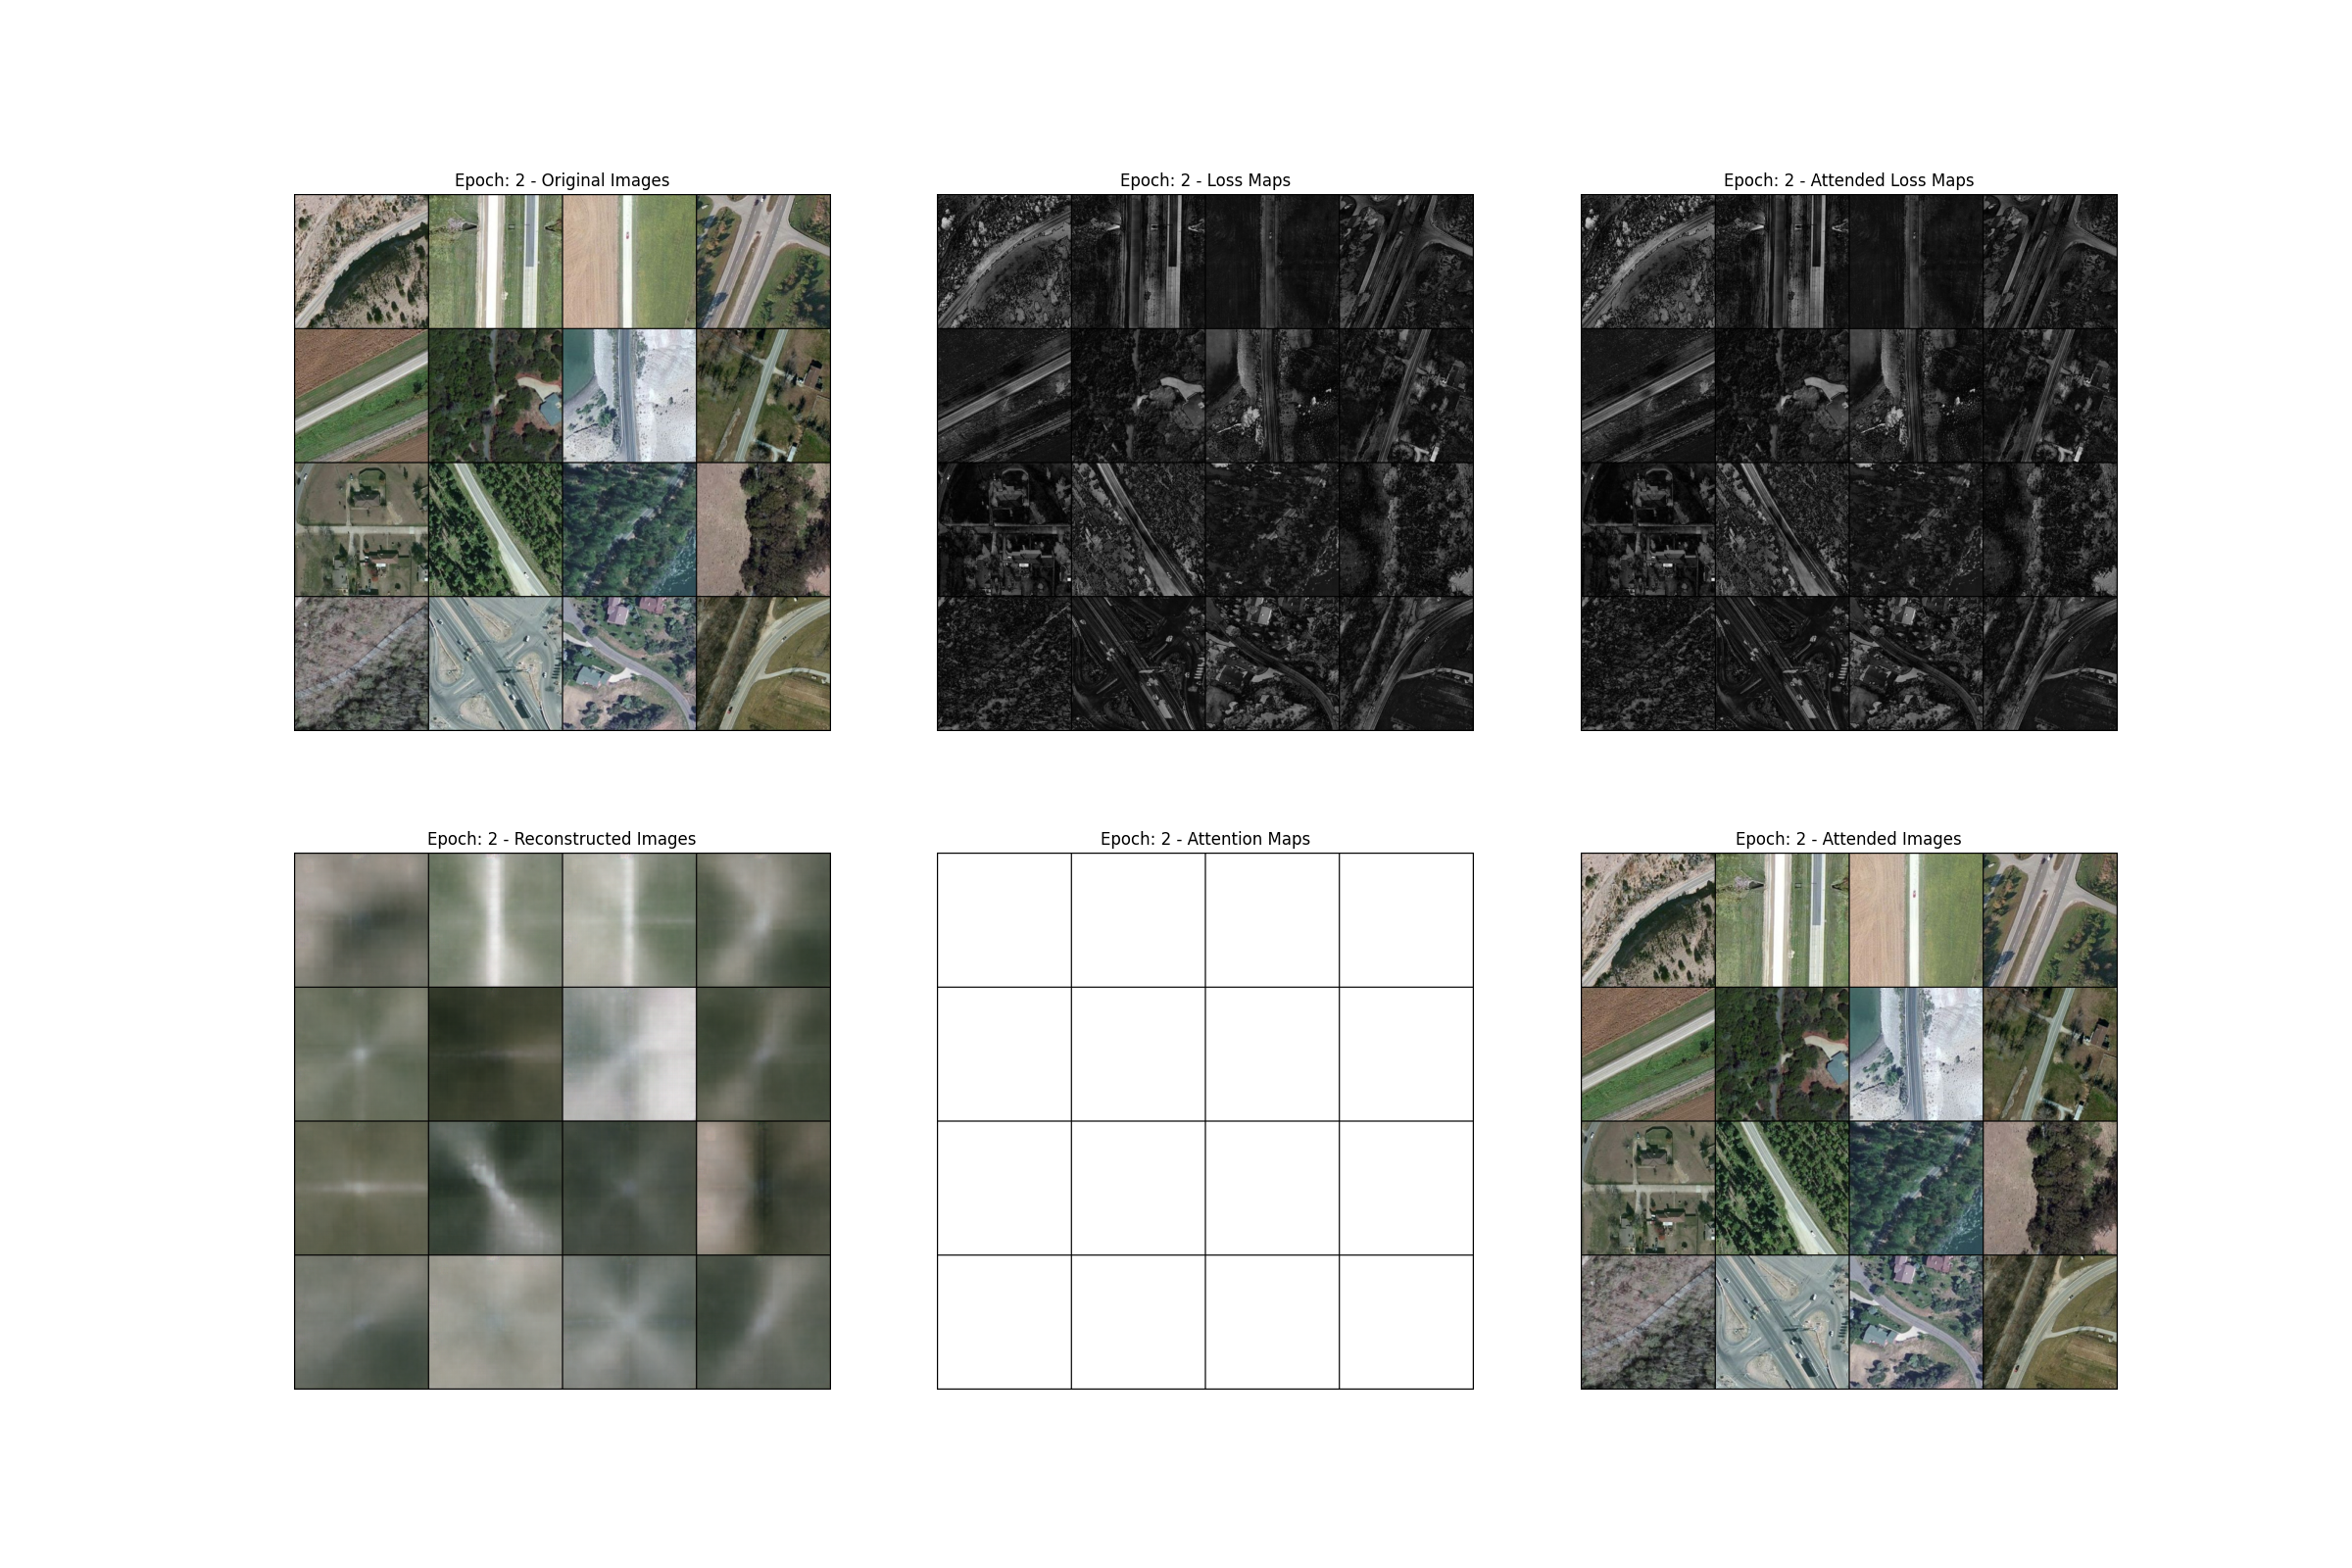 Epoch: 2 - Original Images
Epoch: 2 - Loss Maps
Epoch: 2 - Attended Loss Maps
Epoch: 2 - Reconstructed Images
Epoch: 2 - Attention Maps
Epoch: 2 - Attended Images